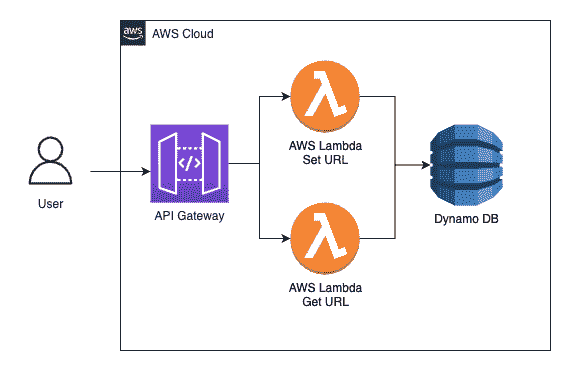 aws
AWS Cloud
User
API Gateway
AWS Lambda
Set URL
AWS Lambda
Get URL
Dynamo DB